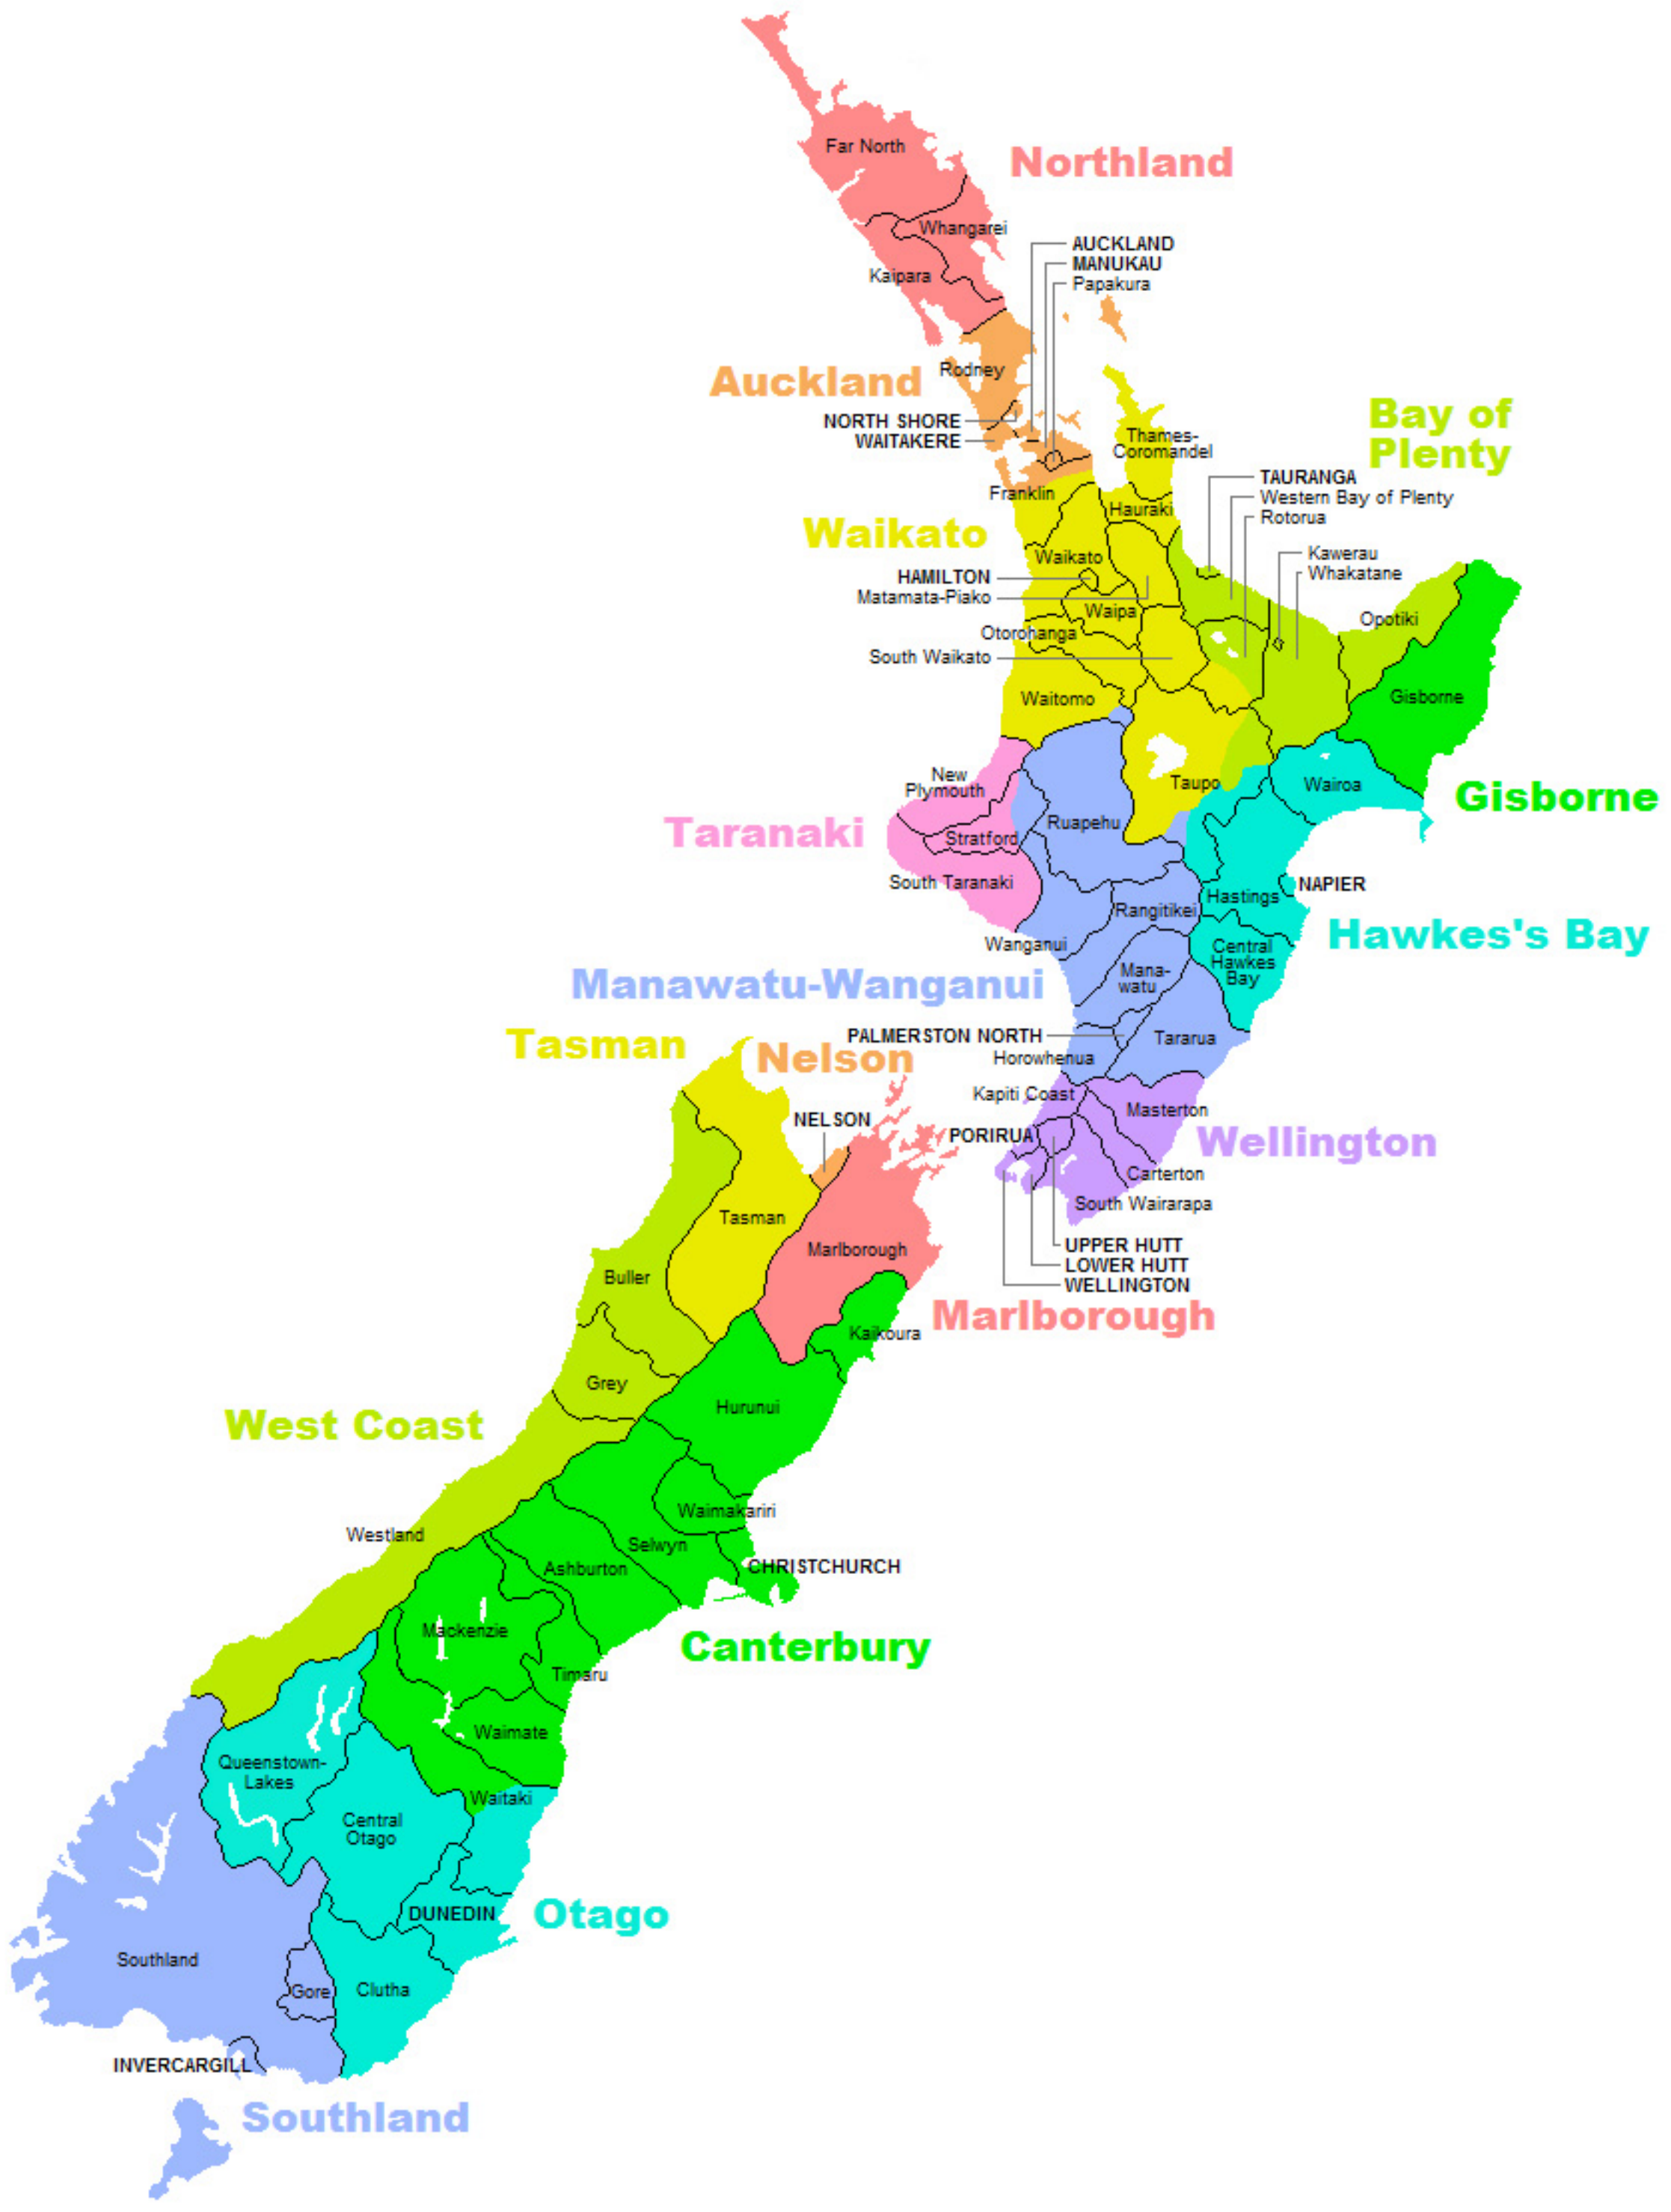 Far North
Northland
Whangarei
AUCKLAND
MANUKAU
Kaipara
Papakura
Rodney
Auckland
NORTH SHORE
WAITAKERE
Bay of
Plenty
Thames-
Coromandel
TAURANGA
Western Bay of Plenty
Rotorua
Franklin
Hauraki
Waikato
Waikato
Kawerau
Whakatane
HAMILTON
Matamata-Piako
Waipa
Opotiki
Otorohanga
South Waikato
Waitomo
Gisborne
New
Plymouth
Taupo
Wairoa
Gisborne
Taranaki
Ruapehu
Stratford
South Taranaki
NAPIER
Hastings
Rangitikei
Hawkes's Bay
Wanganui
Central
Hawkes
Bay
Mana-
watu
Manawatu-Wanganui
PALMERSTON NORTH
Tararua
Tasman
Nelson
Horowhenua
Kapiti Coast
Masterton
NELSON
PORIRUA
Wellington
Carterton
South Wairarapa
Tasman
Marlborough
UPPER HUTT
LOWER HUTT
WELLINGTON
Buller
Marlborough
Kaikoura
Grey
Hurunui
West Coast
Waimakariri
Westland
Selwyn
Ashburton
CHRISTCHURCH
Mackenzie
Canterbury
Timaru
Waimate
Queenstown-
Lakes
Waitaki
Central
Otago
DUNEDIN
Otago
Southland
Gore
Clutha
INVERCARGILL
Southland